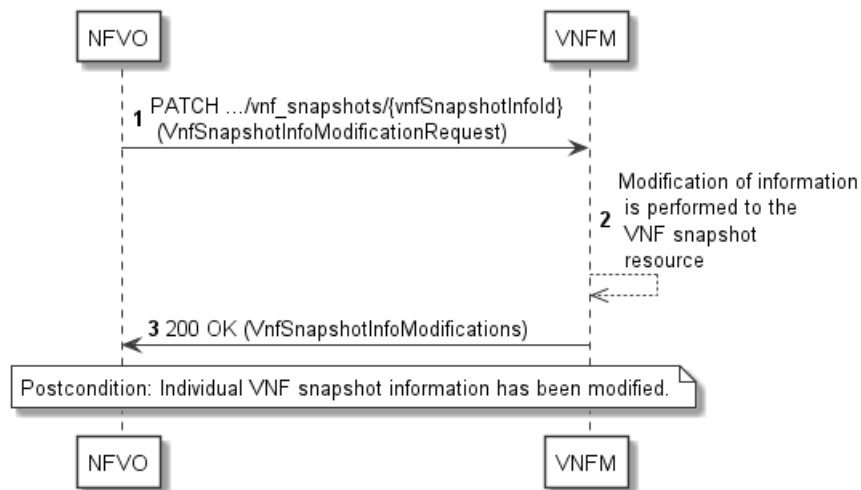 NFVO
VNFM
1 PATCH .../vnf_snapshots/{vnfSnapshotInfoId}
(VnfSnapshotInfoModificationRequest)
Modification of information
is performed to the
2 VNF snapshot
resource
3 200 OK (VnfSnapshotInfoModifications)
Postcondition: Individual VNF snapshot information has been modified.
NFVO
VNFM